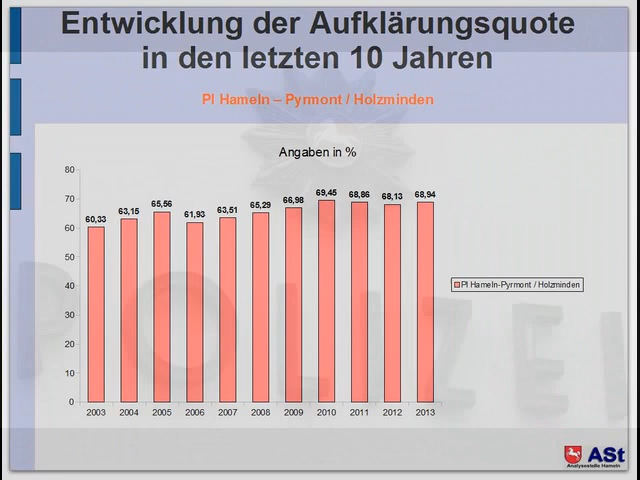 Entwicklung der Aufklärungsquote
in den letzten 10 Jahren
PI Hameln – Pyrmont / Holzminden
Angaben in %
80
70
60
50
40
30
20
10
0
60,33
63,15
65,56
61,93
63,51
65,29
66,98
69,45
68,86
68,13
68,94
2003 2004 2005 2006 2007 2008 2009 2010 2011 2012 2013
PI Hameln-Pyrmont / Holzminden
POLIZEI
ASt
Analysestelle Hameln